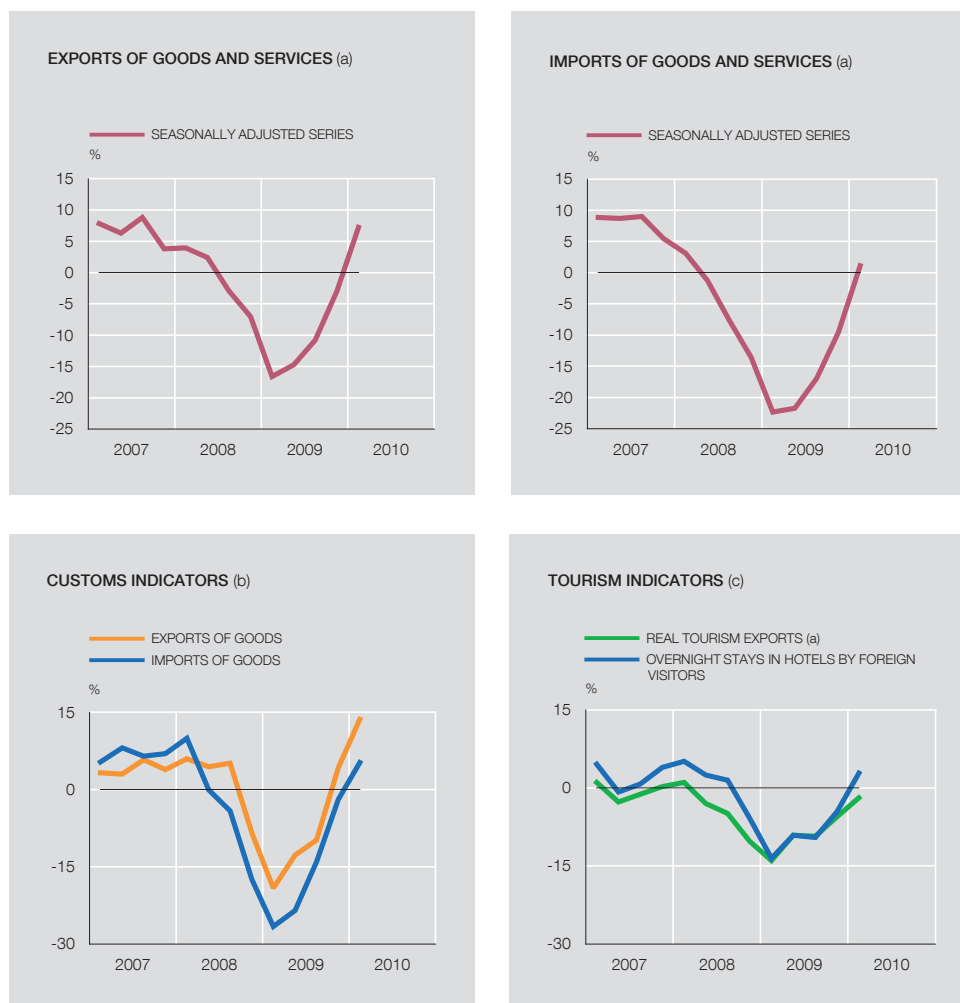 EXPORTS OF GOODS AND SERVICES (a)
SEASONALLY ADJUSTED SERIES
%
15
10
5
0
-5
-10
-15
-20
-25
2007 2008 2009 2010
IMPORTS OF GOODS AND SERVICES (a)
SEASONALLY ADJUSTED SERIES
%
15
10
5
0
-5
-10
-15
-20
-25
2007 2008 2009 2010
CUSTOMS INDICATORS (b)
EXPORTS OF GOODS
IMPORTS OF GOODS
%
15
0
-15
-30
2007 2008 2009 2010
TOURISM INDICATORS (c)
REAL TOURISM EXPORTS (a)
OVERNIGHT STAYS IN HOTELS BY FOREIGN
VISITORS
%
15
0
-15
-30
2007 2008 2009 2010